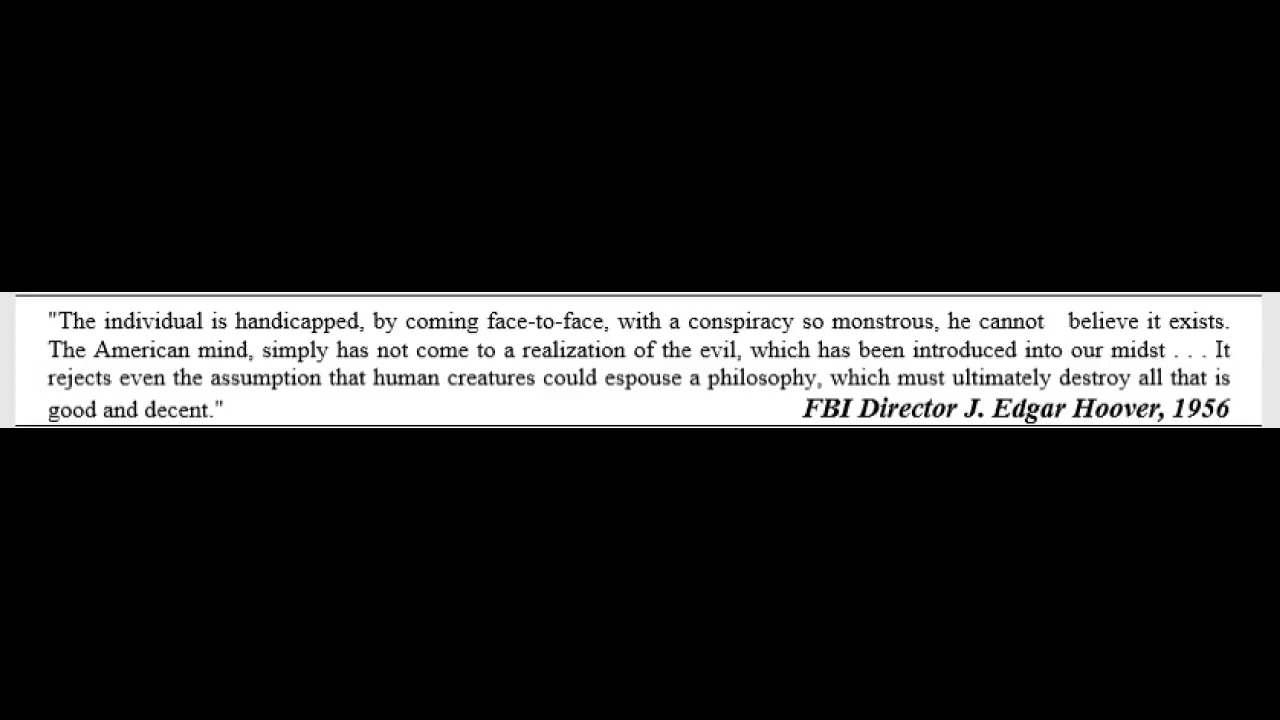 "The individual is handicapped, by coming face-to-face, with a conspiracy so monstrous, he cannot believe it exists.
The American mind, simply has not come to a realization of the evil, which has been introduced into our midst . . . It
rejects even the assumption that human creatures could espouse a philosophy, which must ultimately destroy all that is
good and decent." FBI Director J. Edgar Hoover, 1956